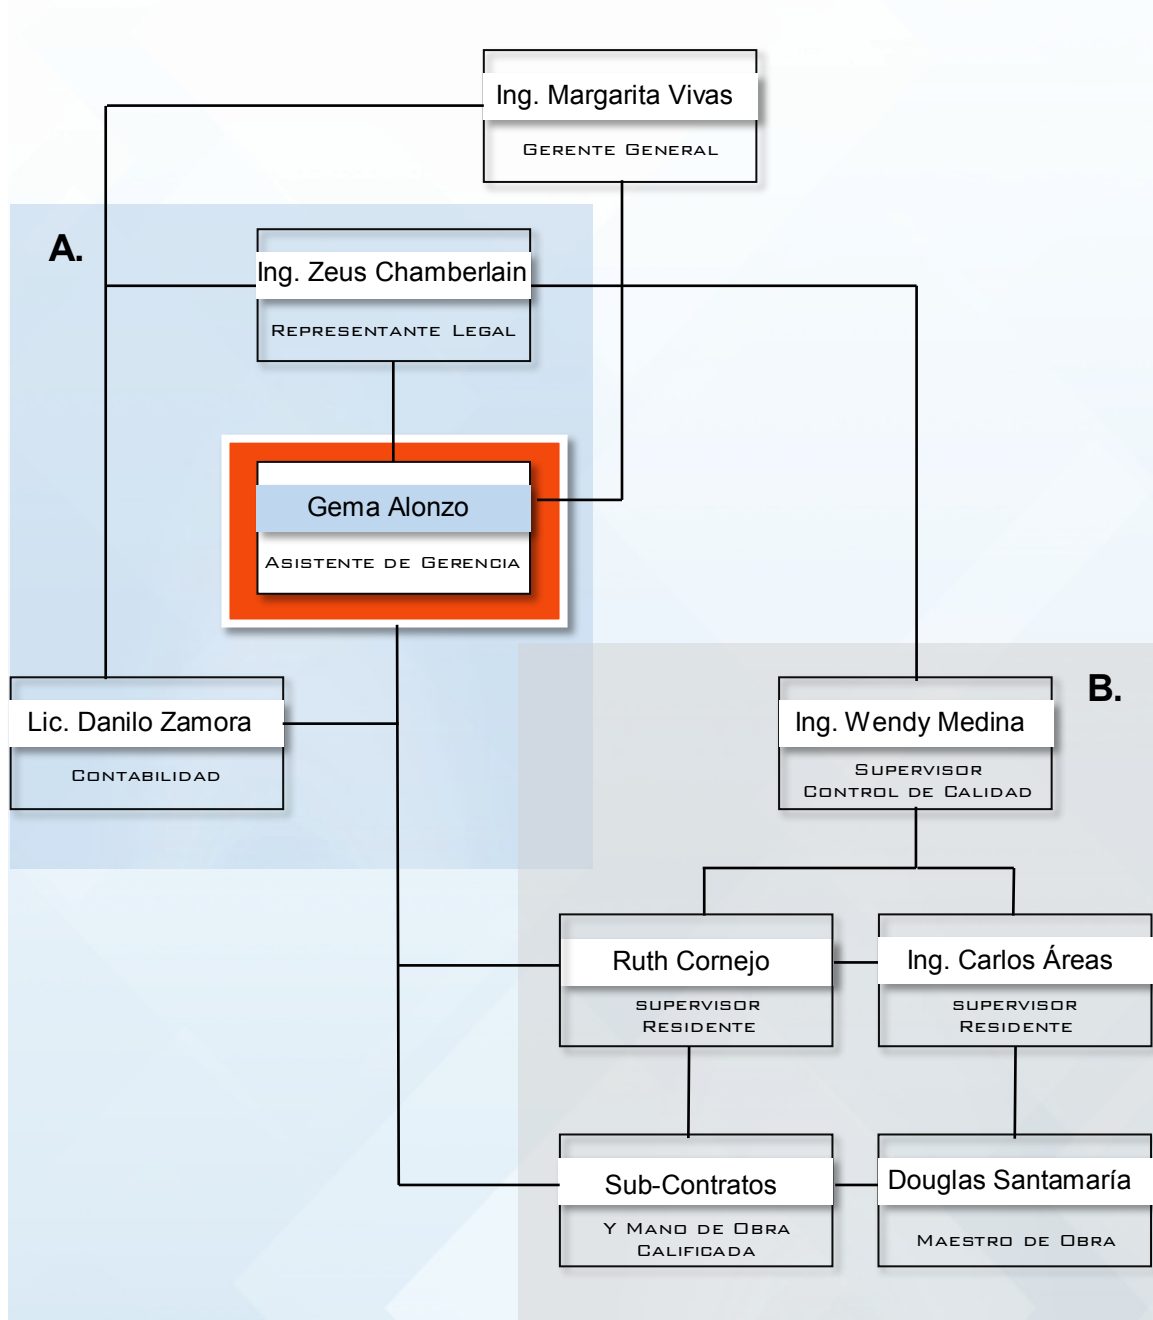 Ing. Margarita Vivas
Gerente General
A.
Ing. Zeus Chamberlain
Representante Legal
Gema Alonzo
Asistente de Gerencia
B.
Lic. Danilo Zamora
Contabilidad
Ing. Wendy Medina
Supervisor
Control de Calidad
Ruth Cornejo
supervisor
Residente
Ing. Carlos Áreas
supervisor
Residente
Sub-Contratos
Y Mano de Obra
Calificada
Douglas Santamaría
Maestro de Obra